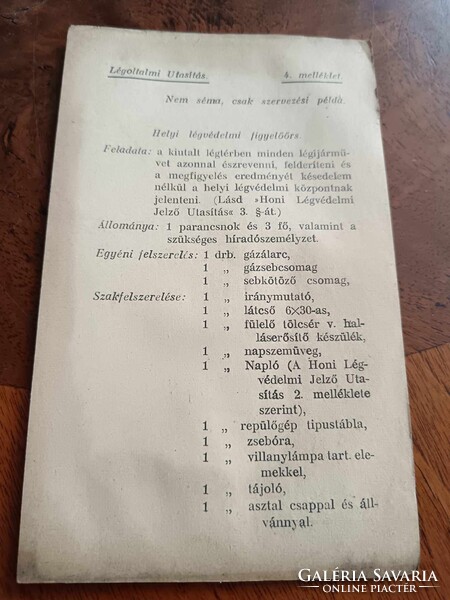 Légoltalmi Utasítás. 4. melléklet.
Nem séma, csak szervezési példa.
Helyi légvédelmi figyelőőrs.
Feladata: a kiutalt légtérben minden légijármű-
vet azonnal észrevenni, felderíteni és
a megfigyelés eredményét késedelem
nélkül a helyi légvédelmi központnak
jelenteni. (Lásd »Honi Légvédelmi
Jelző Utasítás« 3. §-át.)
Állománya: 1 parancsnok és 3 fő, valamint a
szükséges híradószemélyzet.
Egyéni felszerelés: 1 drb. gázálarc,
1 „ gázsebcsomag
1 „ sebkötöző csomag,
Szakfelszerelése: 1 „ iránymutató,
1 „ látcső 6×30-as,
1 „ fülelő tölcsér v. hal-
láserősítő készülék,
1 „ napszemüveg,
1 „ Napló (A Honi Lég-
védelmi Jelző Uta-
sítás 2. melléklete
szerint),
1 „ repülőgép tipustábla,
1 „ zsebóra,
1 „ villanylámpa tart. ele-
mekkel,
1 „ tájoló,
1 „ asztal csappal és áll-
vánnyal.
GALÉRIA SAVARIA
ONLINE PIACTÉR